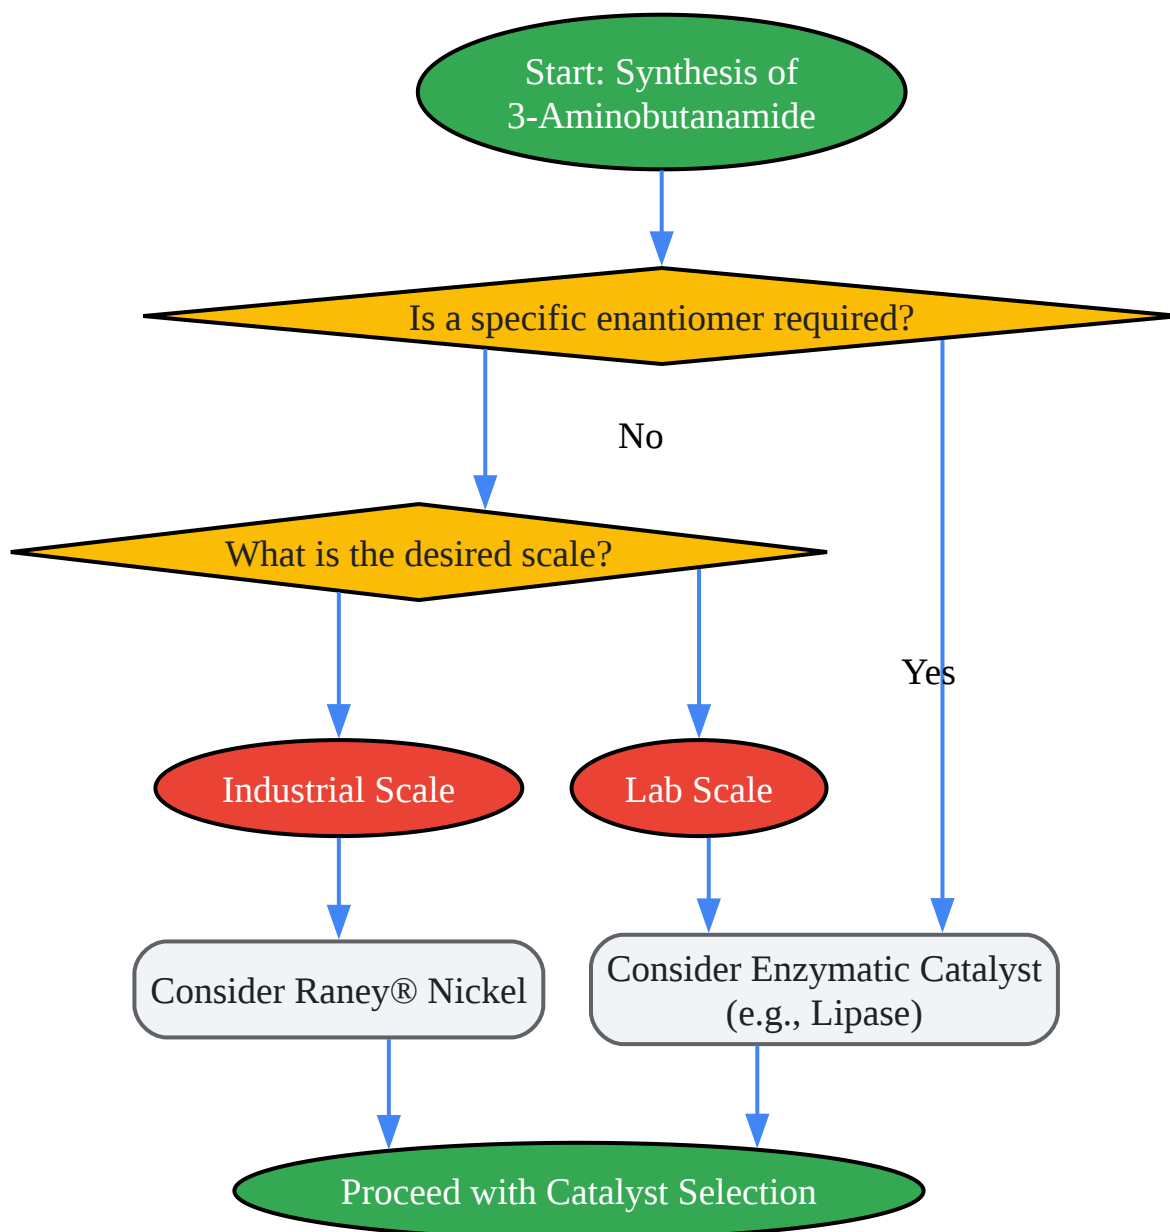 Start: Synthesis of
3-Aminobutanamide
Is a specific enantiomer required?
No
What is the desired scale?
Yes
Industrial Scale
Lab Scale
Consider Raney® Nickel
Consider Enzymatic Catalyst
(e.g., Lipase)
Proceed with Catalyst Selection